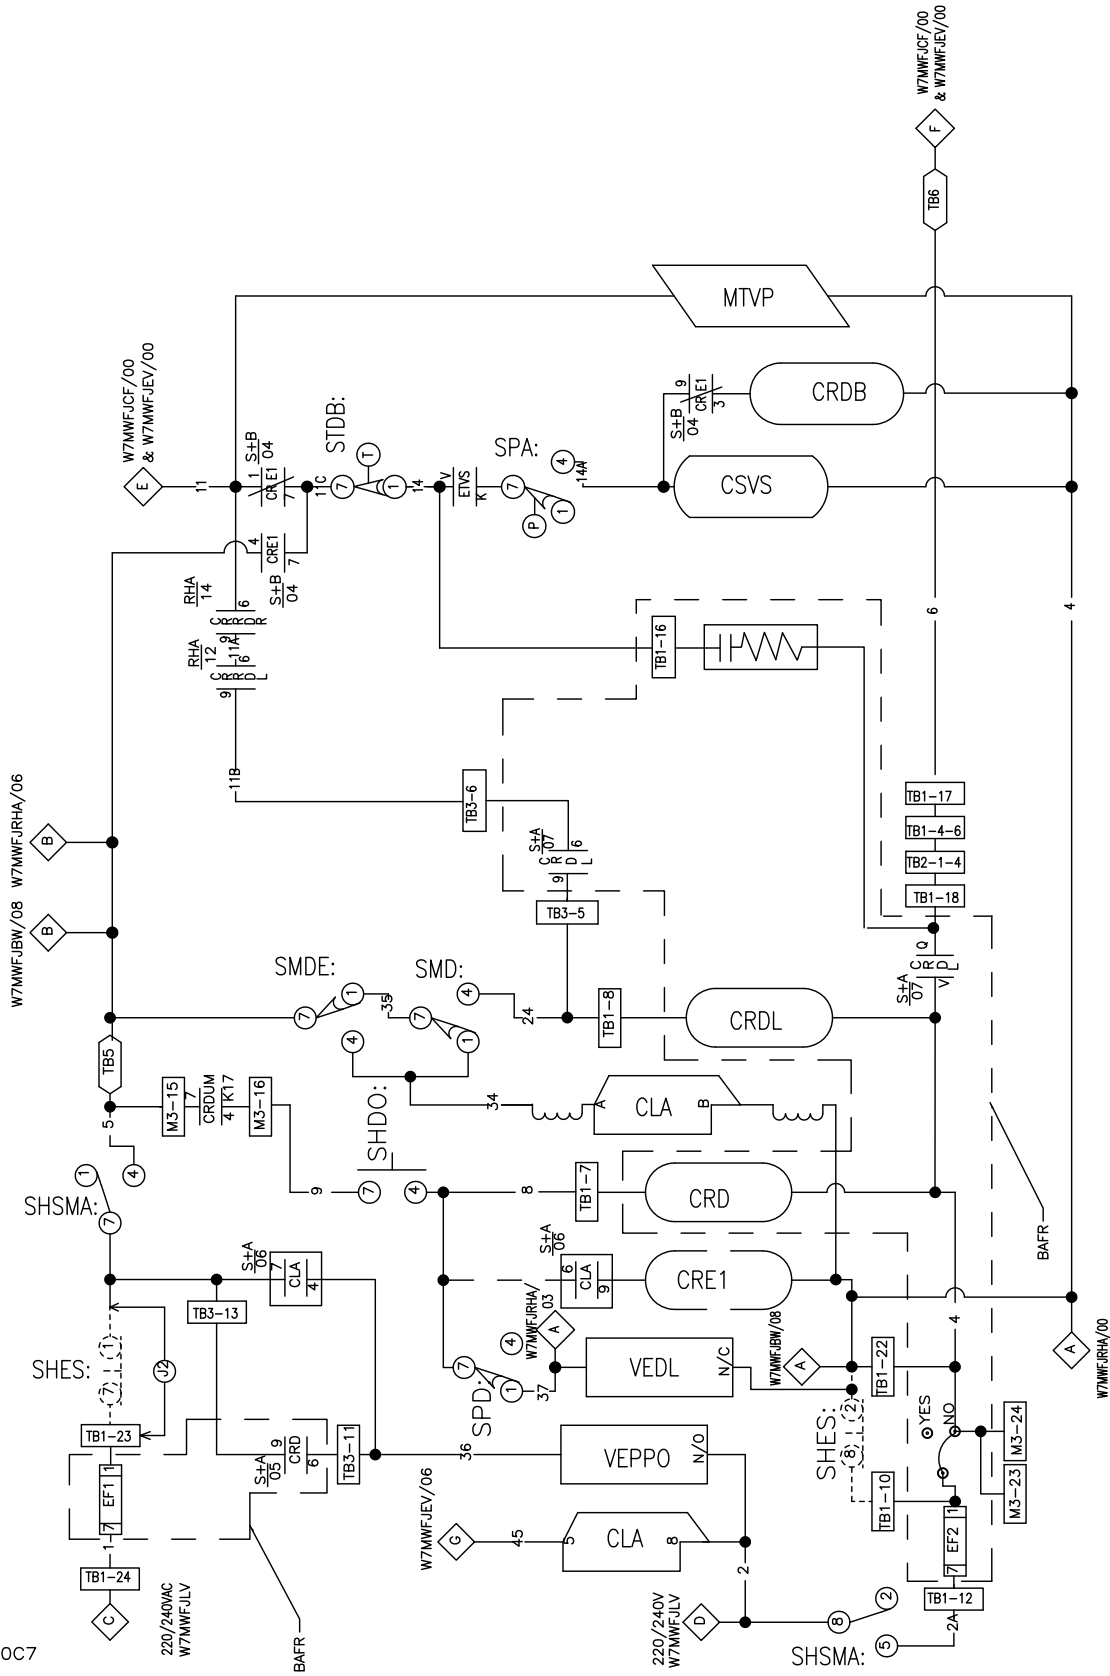 W7MWFJCF/00
& W7MWFJEV/00
F
TB6
W7MWFJCF/00
& W7MWFJEV/00
E
11
S+B
04
1
CRE1
7
11C
STDB:
7
T
1
14
V
ETVS
K
SPA:
7
P
1
4
14A
S+B
04
9
CRE1
3
MTVP
CRDB
CSVS
4
CRE1
7
S+B
04
RHA
14
CRDR
6
9
11A
RHA
12
CRDL
6
9
11B
TB3-6
S+A
07
CRDL
6
9
TB3-5
TB1-16
6
4
TB1-17
TB1-4-6
TB2-1-4
TB1-18
Q
CRDL
V
S+A
07
B
W7MWFJRHA/06
B
W7MWFJBW/08
SMDE:
7
1
4
35
SMD:
7
4
1
24
TB1-8
CRDL
TB5
5
M3-15
7
CRDUM
4 K17
M3-16
9
SHDO:
7
4
34
A
CLA
B
8
TB1-7
CRD
SHSMA:
1
4
7
S+A
06
7
CLA
4
TB3-13
S+A
06
6
CLA
9
CRE1
W7MWFJRHA/
03
A
SPD:
7
4
1
37
VEDL
N/C
W7MWFJBW/08
A
TB1-22
4
BAFR
A
W7MWFJRHA/00
SHES:
1
7
J2
TB1-23
S+A
05
9
CRD
6
TB3-11
36
VEPPO
N/O
SHES:
2
8
TB1-10
YES
NO
M3-24
M3-23
1
EF1
7
1
TB1-24
C
220/240VAC
W7MWFJLV
BAFR
W7MWFJEV/06
G
45
5
CLA
8
2
220/240V
W7MWFJLV
D
SHSMA:
8
2
5
2A
TB1-12
7
EF2
1
0C7